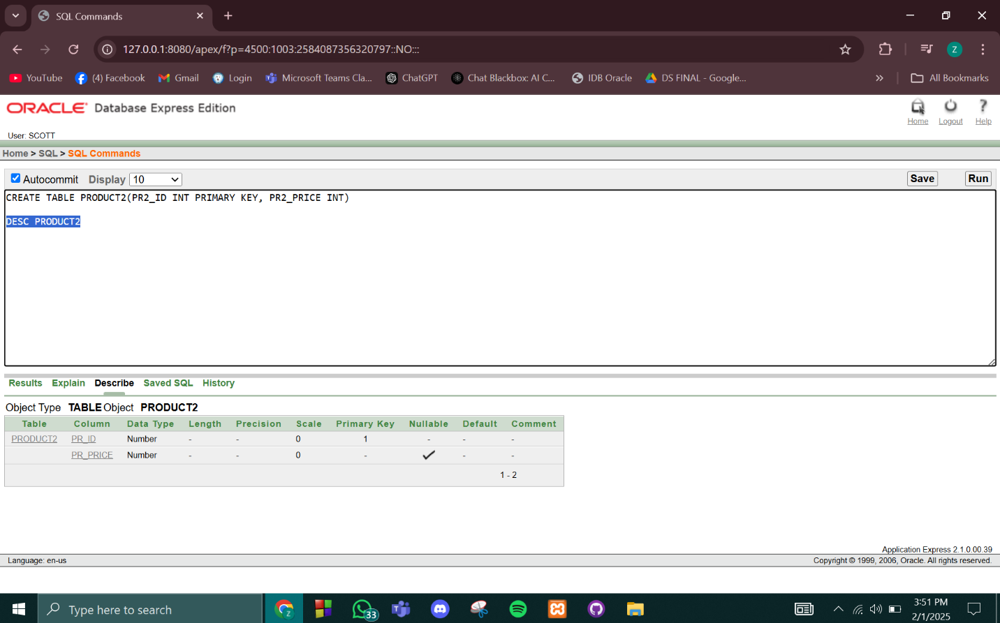 SQL Commands
127.0.0.1:8080/apex/f?p=4500:1003:2584087356320797::NO:::
Z
YouTube (4) Facebook Gmail Login Microsoft Teams Cla... ChatGPT Chat Blackbox: AI C... IDB Oracle DS FINAL - Google... » All Bookmarks
ORACLE Database Express Edition
Home Logout Help
User: SCOTT
Home > SQL > SQL Commands
Autocommit Display 10 Save Run
CREATE TABLE PRODUCT2(PR2_ID INT PRIMARY KEY, PR2_PRICE INT)
DESC PRODUCT2
Results Explain Describe Saved SQL History
Object Type TABLE Object PRODUCT2
Table Column Data Type Length Precision Scale Primary Key Nullable Default Comment
PRODUCT2 PR_ID Number - - 0 1 - - -
PR_PRICE Number - - 0 - - -
1 - 2
Application Express 2.1.0.00.39
Language: en-us Copyright © 1999, 2006, Oracle. All rights reserved.
Type here to search Z 33 3:51 PM
2/1/2025